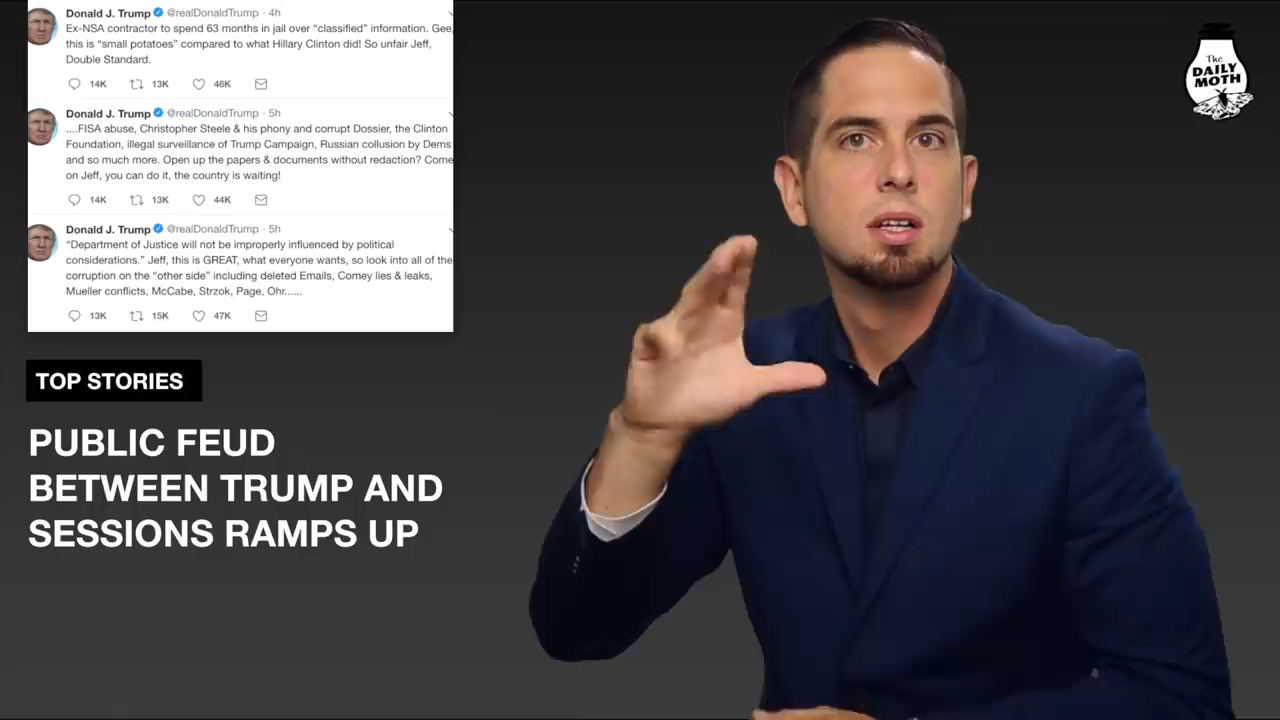 Donald J. Trump @realDonaldTrump · 4h
Ex-NSA contractor to spend 63 months in jail over “classified” information. Gee,
this is “small potatoes” compared to what Hillary Clinton did! So unfair Jeff,
Double Standard.
14K 13K 46K
Donald J. Trump @realDonaldTrump · 5h
....FISA abuse, Christopher Steele & his phony and corrupt Dossier, the Clinton
Foundation, illegal surveillance of Trump Campaign, Russian collusion by Dems
and so much more. Open up the papers & documents without redaction? Come
on Jeff, you can do it, the country is waiting!
14K 13K 44K
Donald J. Trump @realDonaldTrump · 5h
“Department of Justice will not be improperly influenced by political
considerations.” Jeff, this is GREAT, what everyone wants, so look into all of the
corruption on the “other side” including deleted Emails, Comey lies & leaks,
Mueller conflicts, McCabe, Strzok, Page, Ohr......
13K 15K 47K
TOP STORIES
PUBLIC FEUD
BETWEEN TRUMP AND
SESSIONS RAMPS UP
The
DAILY
MOTH